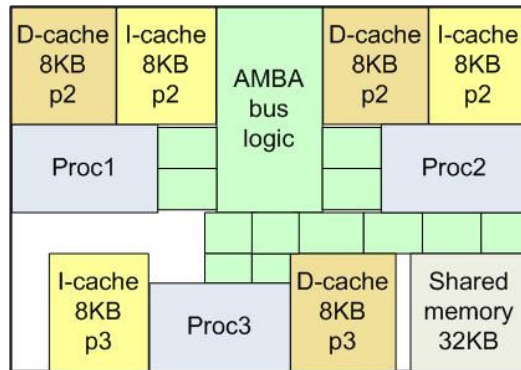 D-cache
8KB
p2
I-cache
8KB
p2
AMBA
bus
logic
D-cache
8KB
p2
I-cache
8KB
p2
Proc1
Proc2
I-cache
8KB
p3
Proc3
D-cache
8KB
p3
Shared
memory
32KB